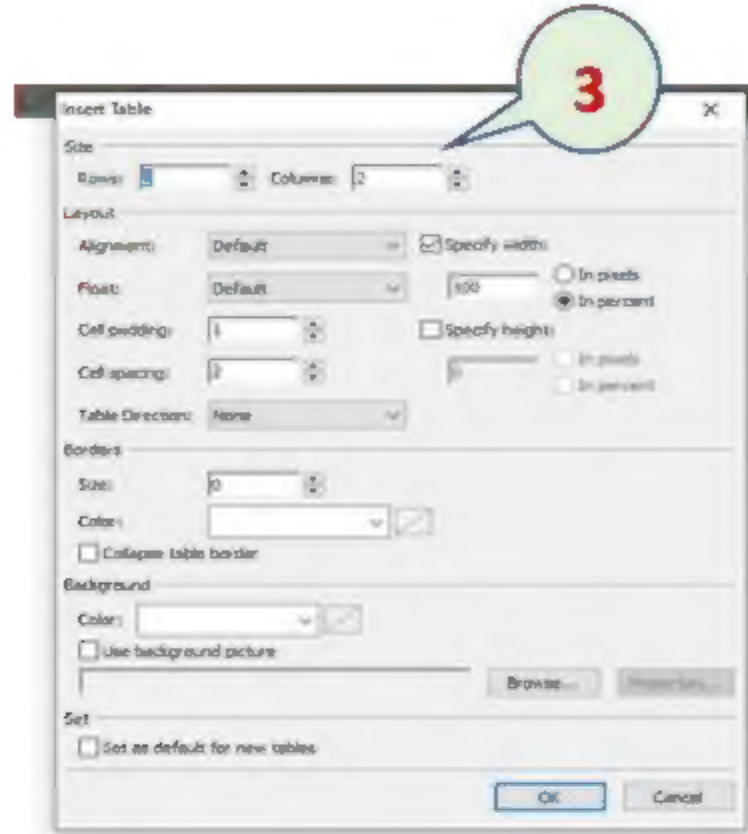 3
Insert Table
Size
Rows: Columns: 2
Layout
Alignment: Default Specify width:
Float: Default 100 In pixels
In percent
Cell padding: 1 Specify height:
Cell spacing: 2 0 In pixels
In percent
Table Direction: None
Borders
Size: 0
Color:
Collapse table border
Background
Color:
Use background picture
Browse... Properties...
Set
Set as default for new tables
OK Cancel